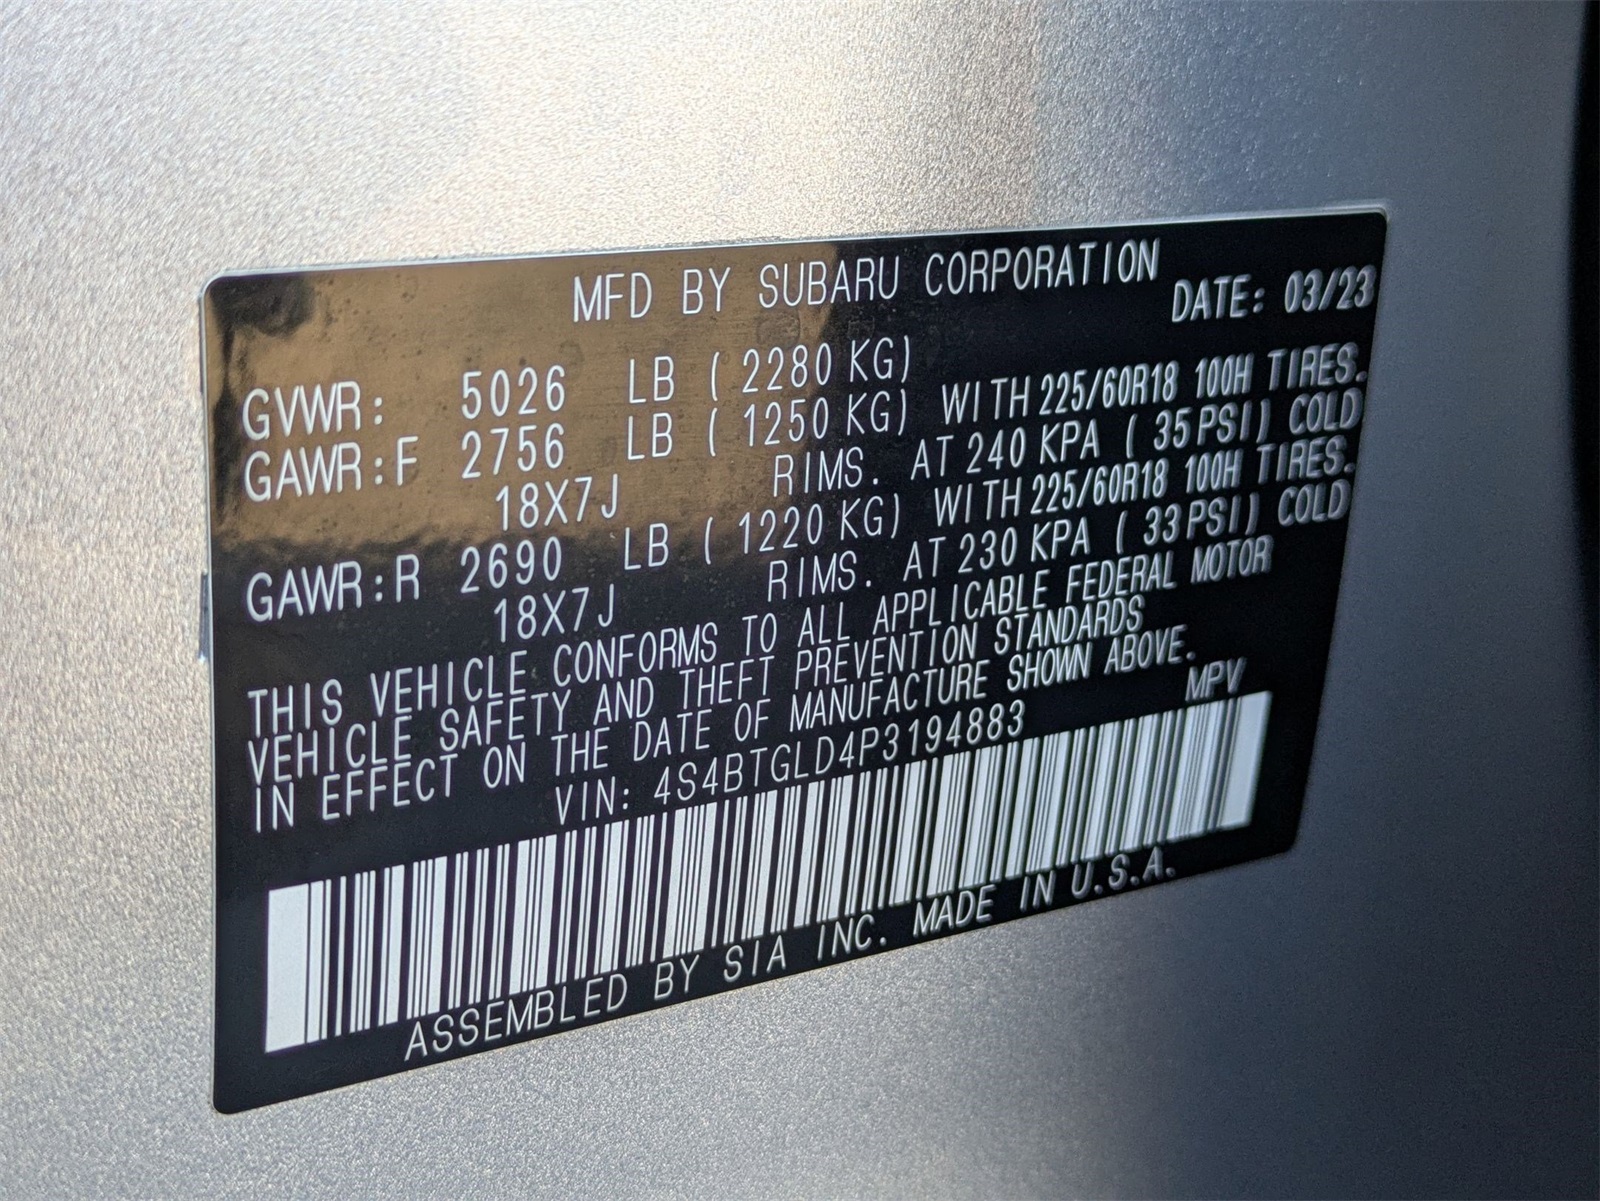 MFD BY SUBARU CORPORATION
DATE: 03/23
GVWR: 5026 LB ( 2280 KG)
GAWR:F 2756 LB ( 1250 KG) WITH 225/60R18 100H TIRES.
18X7J RIMS. AT 240 KPA ( 35 PSI) COLD
GAWR:R 2690 LB ( 1220 KG) WITH 225/60R18 100H TIRES.
18X7J RIMS. AT 230 KPA ( 33 PSI) COLD
THIS VEHICLE CONFORMS TO ALL APPLICABLE FEDERAL MOTOR
VEHICLE SAFETY AND THEFT PREVENTION STANDARDS
IN EFFECT ON THE DATE OF MANUFACTURE SHOWN ABOVE.
VIN: 4S4BTGLD4P3194883 MPV
ASSEMBLED BY SIA INC. MADE IN U.S.A.